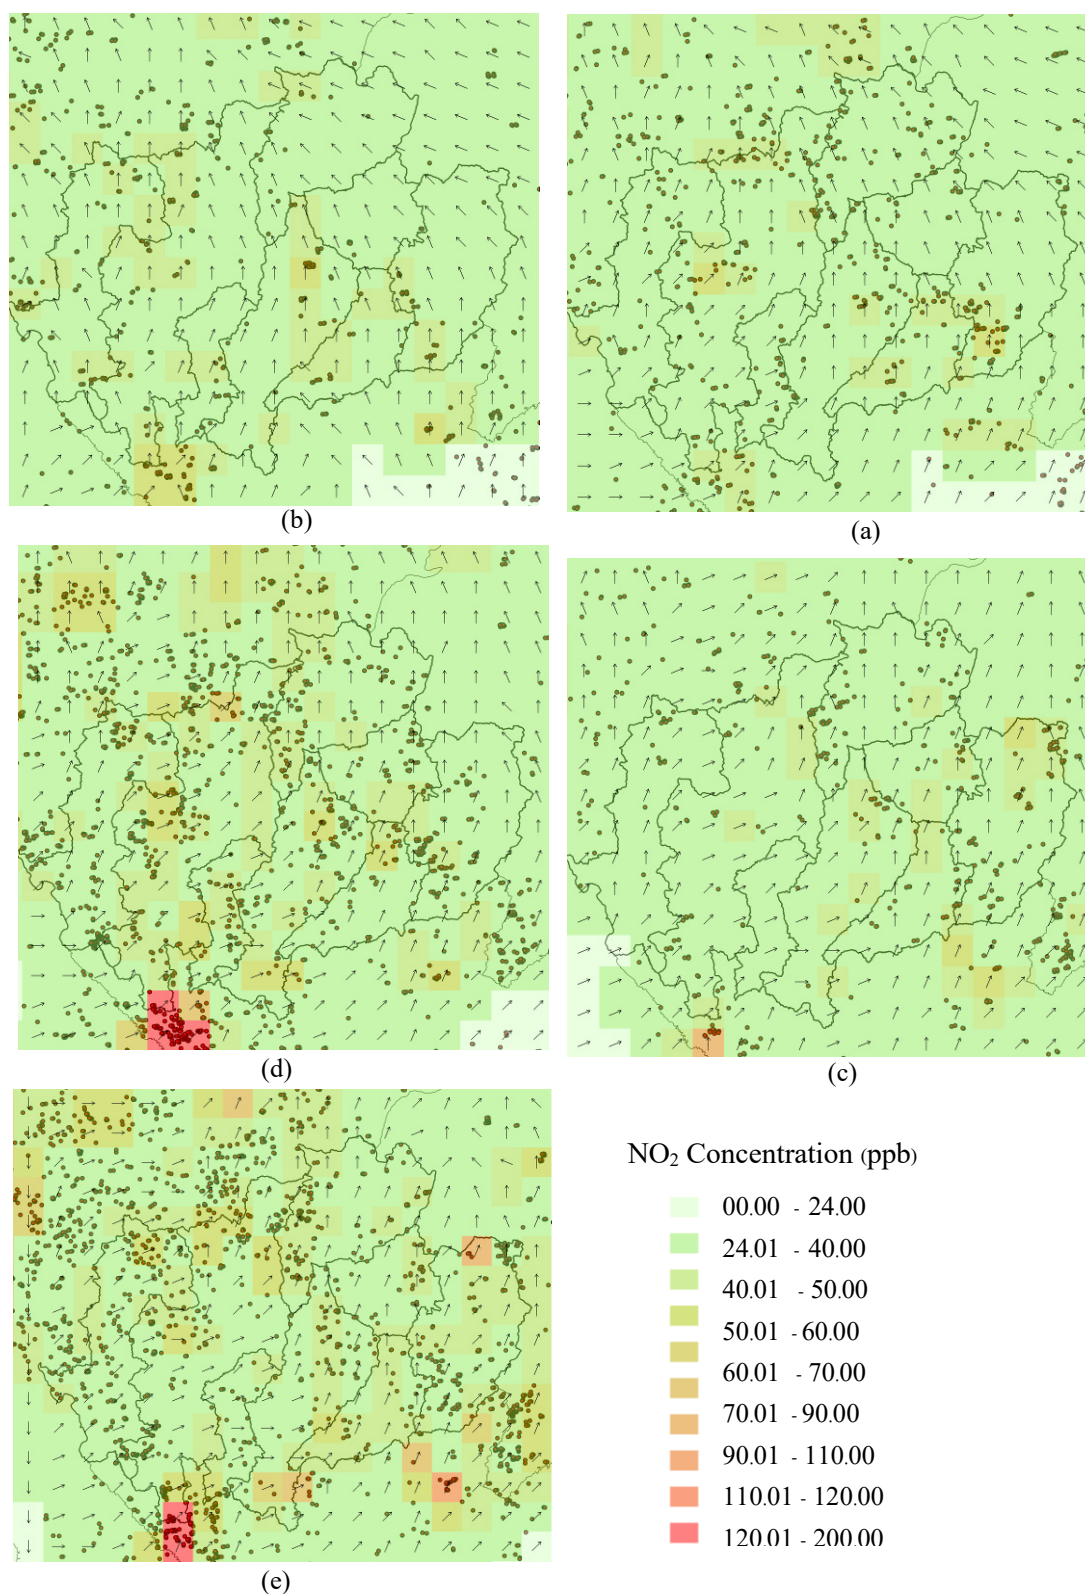 (b)
(a)
(d)
(c)
(e)
NO₂ Concentration (ppb)
00.00 - 24.00
24.01 - 40.00
40.01 - 50.00
50.01 - 60.00
60.01 - 70.00
70.01 - 90.00
90.01 - 110.00
110.01 - 120.00
120.01 - 200.00